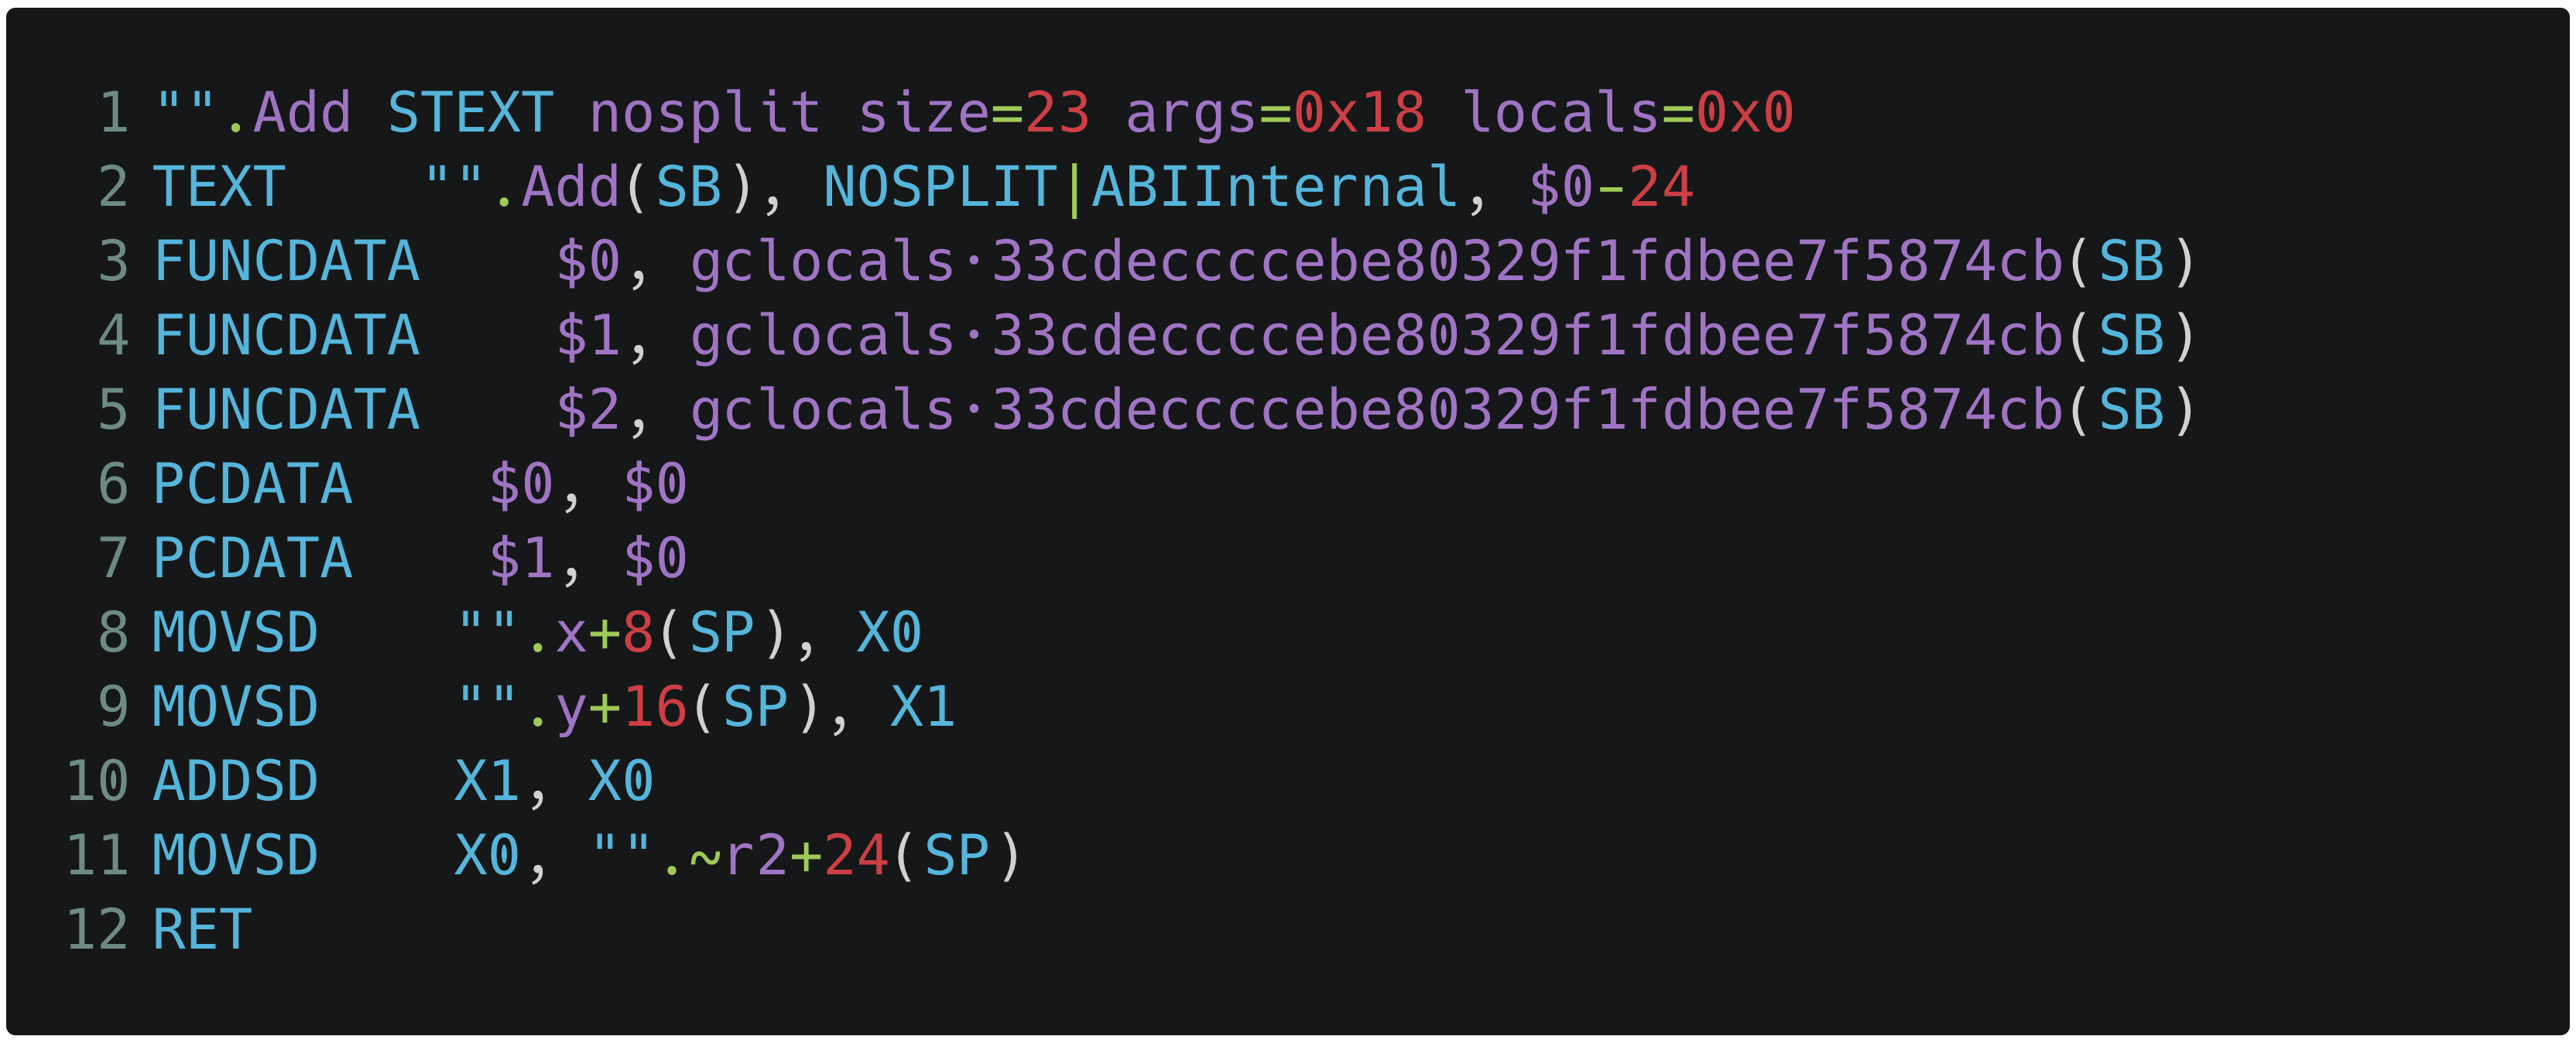 1 "".Add STEXT nosplit size=23 args=0x18 locals=0x0
2 TEXT    "".Add(SB), NOSPLIT|ABIInternal, $0-24
3 FUNCDATA    $0, gclocals·33cdeccccebe80329f1fdbee7f5874cb(SB)
4 FUNCDATA    $1, gclocals·33cdeccccebe80329f1fdbee7f5874cb(SB)
5 FUNCDATA    $2, gclocals·33cdeccccebe80329f1fdbee7f5874cb(SB)
6 PCDATA    $0, $0
7 PCDATA    $1, $0
8 MOVSD    "".x+8(SP), X0
9 MOVSD    "".y+16(SP), X1
10 ADDSD    X1, X0
11 MOVSD    X0, "".~r2+24(SP)
12 RET